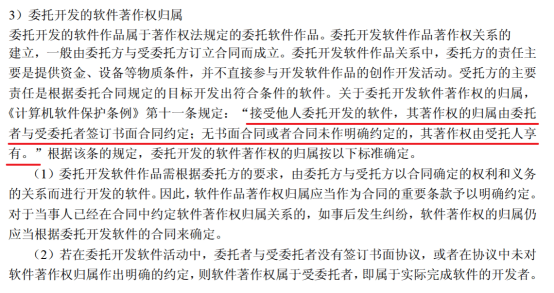 3）委托开发的软件著作权归属
委托开发的软件作品属于著作权法规定的委托软件作品。委托开发软件作品著作权关系的
建立，一般由委托方与受委托方订立合同而成立。委托开发软件作品关系中，委托方的责任主
要是提供资金、设备等物质条件，并不直接参与开发软件作品的创作开发活动。受托方的主要
责任是根据委托合同规定的目标开发出符合条件的软件。关于委托开发软件著作权的归属，
《计算机软件保护条例》第十一条规定：“接受他人委托开发的软件，其著作权的归属由委托
者与受委托者签订书面合同约定；无书面合同或者合同未作明确约定的，其著作权由受托人享
有。”根据该条的规定，委托开发的软件著作权的归属按以下标准确定。
（1）委托开发软件作品需根据委托方的要求，由委托方与受托方以合同确定的权利和义务
的关系而进行开发的软件。因此，软件作品著作权归属应当作为合同的重要条款予以明确约定。
对于当事人已经在合同中约定软件著作权归属关系的，如事后发生纠纷，软件著作权的归属仍
应当根据委托开发软件的合同来确定。
（2）若在委托开发软件活动中，委托者与受委托者没有签订书面协议，或者在协议中未对
软件著作权归属作出明确的约定，则软件著作权属于受委托者，即属于实际完成软件的开发者。